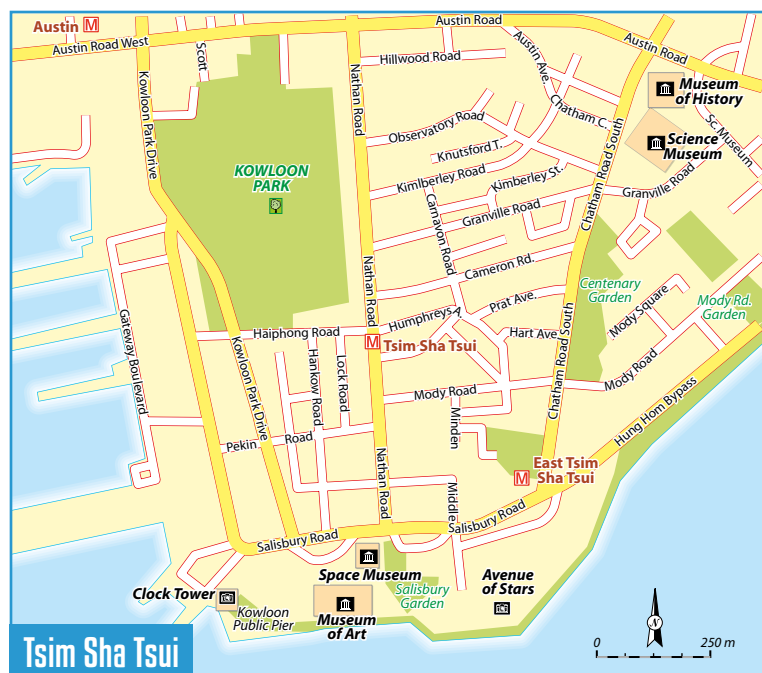 Austin
M
Austin Road
Austin Road West
Scott
Hillwood Road
Austin Ave.
Austin Road
Kowloon Park Drive
Nathan Road
Chatham C.
Museum
of History
Observatory Road
Knutsford T.
Science
Museum
Sc. Museum
KOWLOON
PARK
Kimlberley Road
Kimberley St.
Granville Road
Chatham Road South
Carnavon Road
Granville Road
Nathan Road
Cameron Rd.
Centenary
Garden
Prat Ave.
Mody Square
Mody Rd.
Garden
Gateway Boulevard
Haiphong Road
Humphreys A.
Hart Ave.
M
Tsim Sha Tsui
Kowloon Park Drive
Hankow Road
Lock Road
Chatham Road South
Mody Road
Mody Road
Minden
Hung Hom Bypass
Pekin Road
Nathan Road
East Tsim
Sha Tsui
M
Middle
Salisbury Road
Salisbury Road
Space Museum
Clock Tower
Salisbury
Garden
Avenue
of Stars
Kowloon
Public Pier
Museum
of Art
N
0 250 m
Tsim Sha Tsui